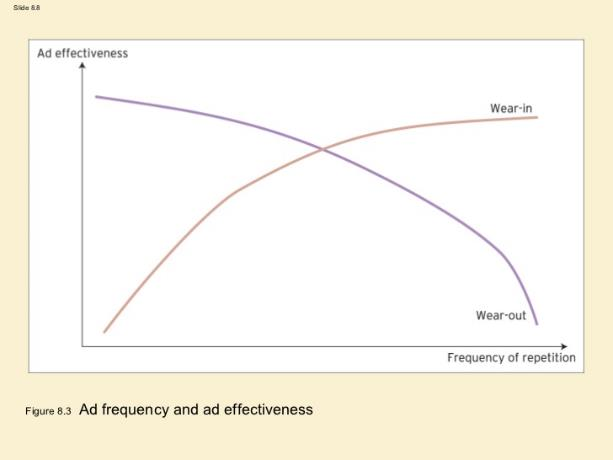 Slide 8.8
Ad effectiveness
Wear-in
Wear-out
Frequency of repetition
Figure 8.3 Ad frequency and ad effectiveness